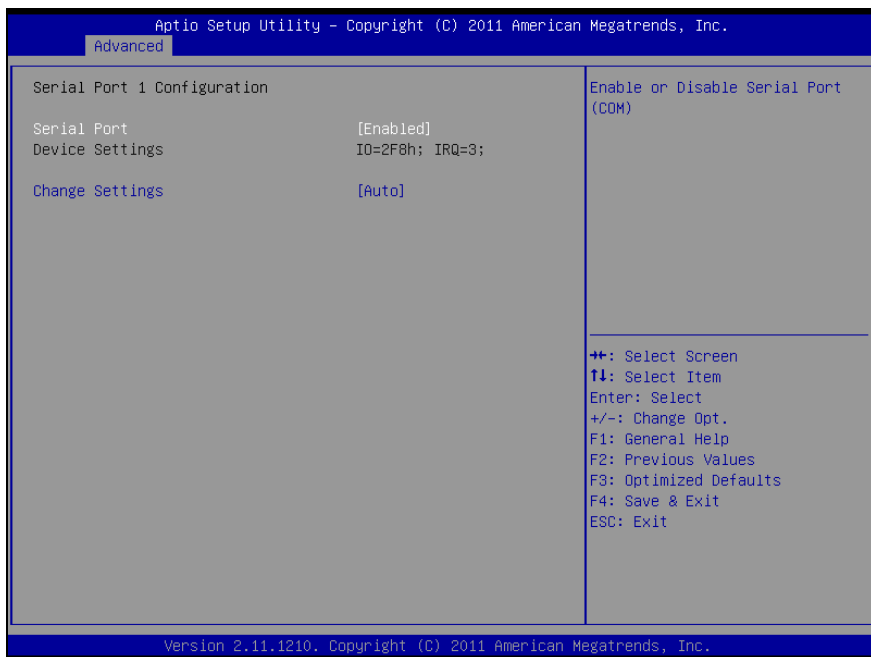 Aptio Setup Utility – Copyright (C) 2011 American Megatrends, Inc.
Advanced
Serial Port 1 Configuration
Serial Port [Enabled]
Device Settings IO=2F8h; IRQ=3;
Change Settings [Auto]
Enable or Disable Serial Port
(COM)
→←: Select Screen
↑↓: Select Item
Enter: Select
+/-: Change Opt.
F1: General Help
F2: Previous Values
F3: Optimized Defaults
F4: Save & Exit
ESC: Exit
Version 2.11.1210. Copyright (C) 2011 American Megatrends, Inc.